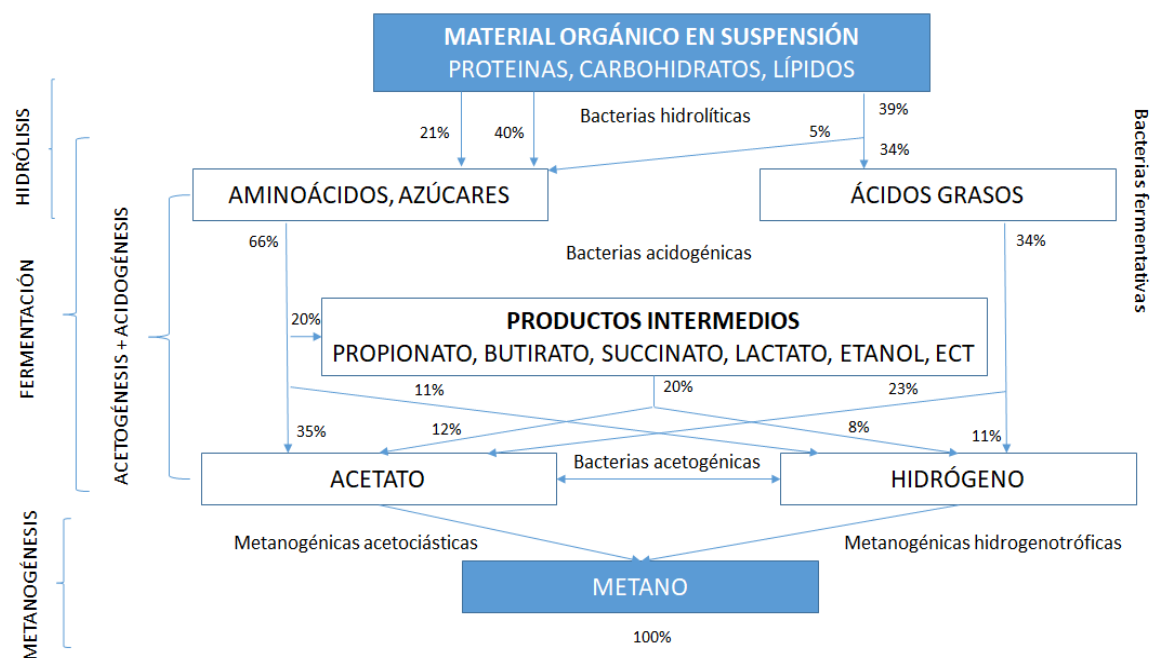 MATERIAL ORGÁNICO EN SUSPENSIÓN
PROTEINAS, CARBOHIDRATOS, LÍPIDOS
HIDRÓLISIS
21%
40%
Bacterias hidrolíticas
5%
39%
34%
Bacterias fermentativas
AMINOÁCIDOS, AZÚCARES
ÁCIDOS GRASOS
66%
Bacterias acidogénicas
34%
FERMENTACIÓN
ACETOGÉNESIS + ACIDOGÉNESIS
20%
PRODUCTOS INTERMEDIOS
PROPIONATO, BUTIRATO, SUCCINATO, LACTATO, ETANOL, ECT
11%
20%
23%
35%
12%
8%
11%
ACETATO
Bacterias acetogénicas
HIDRÓGENO
METANOGÉNESIS
Metanogénicas acetociásticas
Metanogénicas hidrogenotróficas
METANO
100%